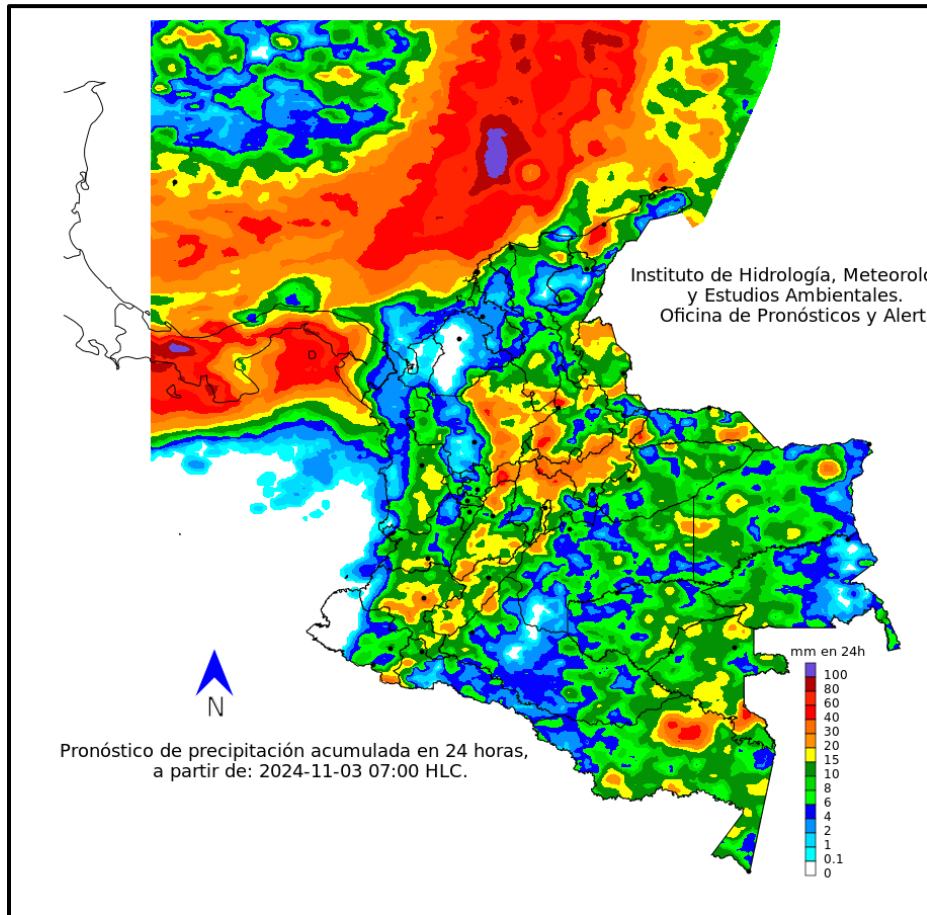 Instituto de Hidrología, Meteorolo
y Estudios Ambientales.
Oficina de Pronósticos y Alert
mm en 24h
100
80
60
40
30
20
15
10
8
6
4
2
1
0.1
0
N
Pronóstico de precipitación acumulada en 24 horas,
a partir de: 2024-11-03 07:00 HLC.